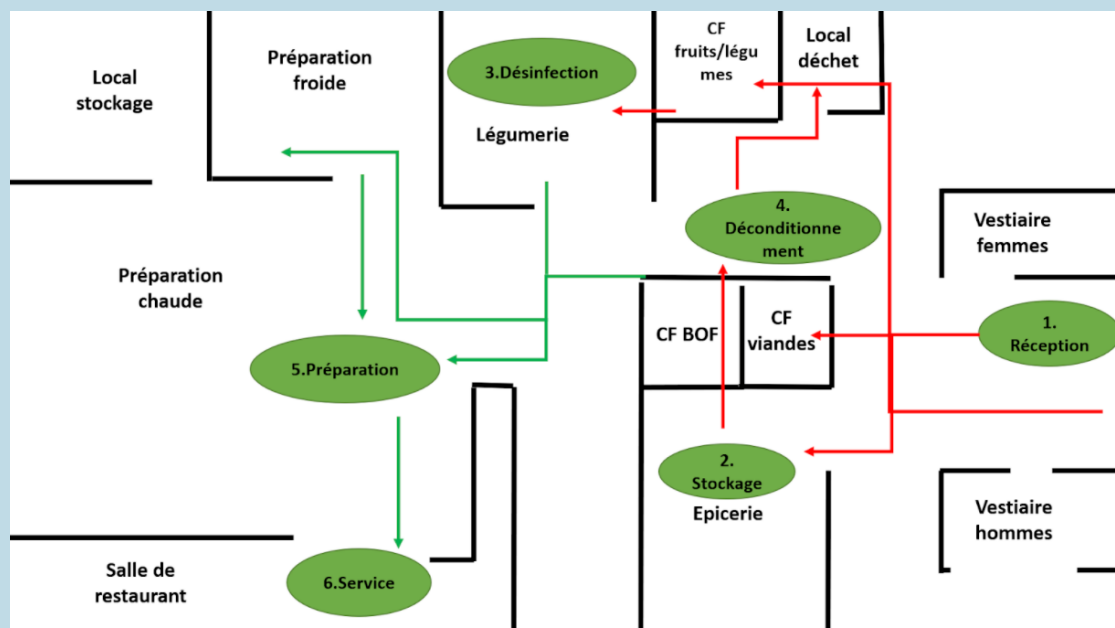 Local
stockage
Préparation
froide
3.Désinfection
Légumerie
CF
fruits/légu
mes
Local
déchet
4.
Déconditionne
ment
Vestiaire
femmes
Préparation
chaude
CF BOF
CF
viandes
1.
Réception
5.Préparation
2.
Stockage
Epicerie
Vestiaire
hommes
Salle de
restaurant
6.Service